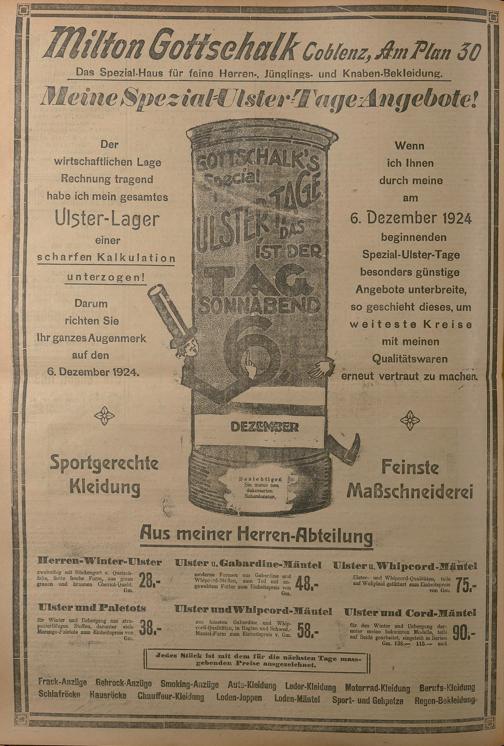 Milton Gottschalk Coblenz, Am Plan 30
Das Spezial-Haus für feine Herren-, Jünglings- und Knaben-Bekleidung.
Meine Spezial-Ulster-Tage-Angebote!
Der
wirtschaftlichen Lage
Rechnung tragend
habe ich mein gesamtes
Ulster-Lager
einer
scharfen Kalkulation
unterzogen!
Darum
richten Sie
Ihr ganzes Augenmerk
auf den
6. Dezember 1924.
GOTTSCHALK'S
Special
TAGE
ULSTER DAS
IST DER
TAG
SONNABEND
6.
DEZEMBER
Besichtigen
Sie meine neu
dekorierten
Schaufenster.
Wenn
ich Ihnen
durch meine
am
6. Dezember 1924
beginnenden
Spezial-Ulster-Tage
besonders günstige
Angebote unterbreite,
so geschieht dieses, um
weiteste Kreise
mit meinen
Qualitätswaren
erneut vertraut zu machen.
Sportgerechte
Kleidung
Feinste
Maßschneiderei
Aus meiner Herren-Abteilung
Herren-Winter-Ulster
28.-
Ulster u. Gabardine-Mäntel
48.-
Ulster u. Whipcord-Mäntel
75.-
Ulster und Paletots
38.-
Ulster und Whipcord-Mäntel
58.-
Ulster und Cord-Mäntel
90.-
Jedes Stück ist mit dem für die nächsten Tage mass-
gebenden Preise ausgezeichnet.
Frack-Anzüge Gehrock-Anzüge Smoking-Anzüge Auto-Kleidung Leder-Kleidung Motorrad-Kleidung Berufs-Kleidung
Schlafröcke Hausröcke Chauffeur-Kleidung Loden-Joppen Loden-Mäntel Sport- und Gehpelze Regen-Bekleidung